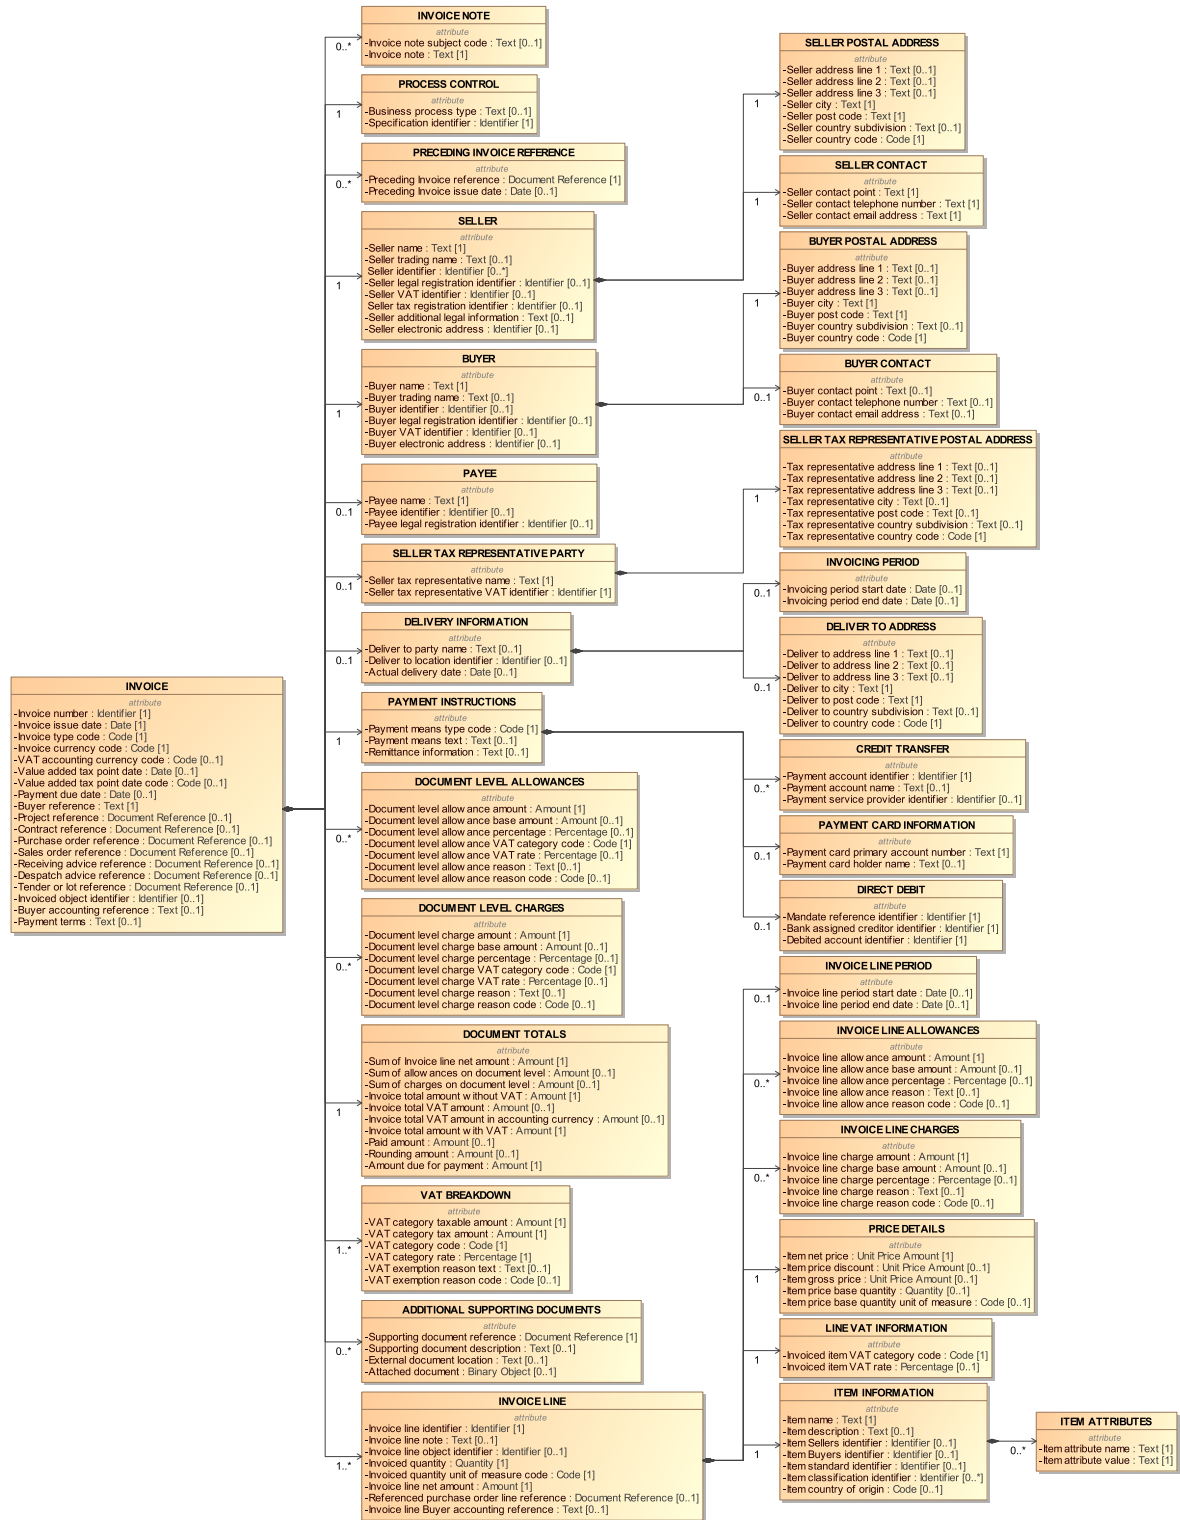 INVOICE
attribute
-Invoice number : Identifier [1]
-Invoice issue date : Date [1]
-Invoice type code : Code [1]
-Invoice currency code : Code [1]
-VAT accounting currency code : Code [0..1]
-Value added tax point date : Date [0..1]
-Value added tax point date code : Code [0..1]
-Payment due date : Date [0..1]
-Buyer reference : Text [1]
-Project reference : Document Reference [0..1]
-Contract reference : Document Reference [0..1]
-Purchase order reference : Document Reference [0..1]
-Sales order reference : Document Reference [0..1]
-Receiving advice reference : Document Reference [0..1]
-Despatch advice reference : Document Reference [0..1]
-Tender or lot reference : Document Reference [0..1]
-Invoiced object identifier : Identifier [0..1]
-Buyer accounting reference : Text [0..1]
-Payment terms : Text [0..1]
INVOICE NOTE
attribute
-Invoice note subject code : Text [0..1]
-Invoice note : Text [1]
0..*
PROCESS CONTROL
attribute
-Business process type : Text [0..1]
-Specification identifier : Identifier [1]
1
PRECEDING INVOICE REFERENCE
attribute
-Preceding Invoice reference : Document Reference [1]
-Preceding Invoice issue date : Date [0..1]
0..*
SELLER
attribute
-Seller name : Text [1]
-Seller trading name : Text [0..1]
Seller identifier : Identifier [0..*]
-Seller legal registration identifier : Identifier [0..1]
-Seller VAT identifier : Identifier [0..1]
Seller tax registration identifier : Identifier [0..1]
-Seller additional legal information : Text [0..1]
-Seller electronic address : Identifier [0..1]
1
BUYER
attribute
-Buyer name : Text [1]
-Buyer trading name : Text [0..1]
-Buyer identifier : Identifier [0..1]
-Buyer legal registration identifier : Identifier [0..1]
-Buyer VAT identifier : Identifier [0..1]
-Buyer electronic address : Identifier [0..1]
1
PAYEE
attribute
-Payee name : Text [1]
-Payee identifier : Identifier [0..1]
-Payee legal registration identifier : Identifier [0..1]
0..1
SELLER TAX REPRESENTATIVE PARTY
attribute
-Seller tax representative name : Text [1]
-Seller tax representative VAT identifier : Identifier [1]
0..1
DELIVERY INFORMATION
attribute
-Deliver to party name : Text [0..1]
-Deliver to location identifier : Identifier [0..1]
-Actual delivery date : Date [0..1]
0..1
PAYMENT INSTRUCTIONS
attribute
-Payment means type code : Code [1]
-Payment means text : Text [0..1]
-Remittance information : Text [0..1]
1
DOCUMENT LEVEL ALLOWANCES
attribute
-Document level allowance amount : Amount [1]
-Document level allowance base amount : Amount [0..1]
-Document level allowance percentage : Percentage [0..1]
-Document level allowance VAT category code : Code [1]
-Document level allowance VAT rate : Percentage [0..1]
-Document level allowance reason : Text [0..1]
-Document level allowance reason code : Code [0..1]
0..*
DOCUMENT LEVEL CHARGES
attribute
-Document level charge amount : Amount [1]
-Document level charge base amount : Amount [0..1]
-Document level charge percentage : Percentage [0..1]
-Document level charge VAT category code : Code [1]
-Document level charge VAT rate : Percentage [0..1]
-Document level charge reason : Text [0..1]
-Document level charge reason code : Code [0..1]
0..*
DOCUMENT TOTALS
attribute
-Sum of Invoice line net amount : Amount [1]
-Sum of allowances on document level : Amount [0..1]
-Sum of charges on document level : Amount [0..1]
-Invoice total amount without VAT : Amount [1]
-Invoice total VAT amount : Amount [0..1]
-Invoice total VAT amount in accounting currency : Amount [0..1]
-Invoice total amount with VAT : Amount [1]
-Paid amount : Amount [0..1]
-Rounding amount : Amount [0..1]
-Amount due for payment : Amount [1]
1
VAT BREAKDOWN
attribute
-VAT category taxable amount : Amount [1]
-VAT category tax amount : Amount [1]
-VAT category code : Code [1]
-VAT category rate : Percentage [1]
-VAT exemption reason text : Text [0..1]
-VAT exemption reason code : Code [0..1]
1..*
ADDITIONAL SUPPORTING DOCUMENTS
attribute
-Supporting document reference : Document Reference [1]
-Supporting document description : Text [0..1]
-External document location : Text [0..1]
-Attached document : Binary Object [0..1]
0..*
INVOICE LINE
attribute
-Invoice line identifier : Identifier [1]
-Invoice line note : Text [0..1]
-Invoice line object identifier : Identifier [0..1]
-Invoiced quantity : Quantity [1]
-Invoiced quantity unit of measure code : Code [1]
-Invoice line net amount : Amount [1]
-Referenced purchase order line reference : Document Reference [0..1]
-Invoice line Buyer accounting reference : Text [0..1]
1..*
SELLER POSTAL ADDRESS
attribute
-Seller address line 1 : Text [0..1]
-Seller address line 2 : Text [0..1]
-Seller address line 3 : Text [0..1]
-Seller city : Text [1]
-Seller post code : Text [1]
-Seller country subdivision : Text [0..1]
-Seller country code : Code [1]
1
SELLER CONTACT
attribute
-Seller contact point : Text [1]
-Seller contact telephone number : Text [1]
-Seller contact email address : Text [1]
1
BUYER POSTAL ADDRESS
attribute
-Buyer address line 1 : Text [0..1]
-Buyer address line 2 : Text [0..1]
-Buyer address line 3 : Text [0..1]
-Buyer city : Text [1]
-Buyer post code : Text [1]
-Buyer country subdivision : Text [0..1]
-Buyer country code : Code [1]
1
BUYER CONTACT
attribute
-Buyer contact point : Text [0..1]
-Buyer contact telephone number : Text [0..1]
-Buyer contact email address : Text [0..1]
0..1
SELLER TAX REPRESENTATIVE POSTAL ADDRESS
attribute
-Tax representative address line 1 : Text [0..1]
-Tax representative address line 2 : Text [0..1]
-Tax representative address line 3 : Text [0..1]
-Tax representative city : Text [0..1]
-Tax representative post code : Text [0..1]
-Tax representative country subdivision : Text [0..1]
-Tax representative country code : Code [1]
1
INVOICING PERIOD
attribute
-Invoicing period start date : Date [0..1]
-Invoicing period end date : Date [0..1]
0..1
DELIVER TO ADDRESS
attribute
-Deliver to address line 1 : Text [0..1]
-Deliver to address line 2 : Text [0..1]
-Deliver to address line 3 : Text [0..1]
-Deliver to city : Text [1]
-Deliver to post code : Text [1]
-Deliver to country subdivision : Text [0..1]
-Deliver to country code : Code [1]
0..1
CREDIT TRANSFER
attribute
-Payment account identifier : Identifier [1]
-Payment account name : Text [0..1]
-Payment service provider identifier : Identifier [0..1]
0..*
PAYMENT CARD INFORMATION
attribute
-Payment card primary account number : Text [1]
-Payment card holder name : Text [0..1]
0..1
DIRECT DEBIT
attribute
-Mandate reference identifier : Identifier [1]
-Bank assigned creditor identifier : Identifier [1]
-Debited account identifier : Identifier [1]
0..1
INVOICE LINE PERIOD
attribute
-Invoice line period start date : Date [0..1]
-Invoice line period end date : Date [0..1]
0..1
INVOICE LINE ALLOWANCES
attribute
-Invoice line allowance amount : Amount [1]
-Invoice line allowance base amount : Amount [0..1]
-Invoice line allowance percentage : Percentage [0..1]
-Invoice line allowance reason : Text [0..1]
-Invoice line allowance reason code : Code [0..1]
0..*
INVOICE LINE CHARGES
attribute
-Invoice line charge amount : Amount [1]
-Invoice line charge base amount : Amount [0..1]
-Invoice line charge percentage : Percentage [0..1]
-Invoice line charge reason : Text [0..1]
-Invoice line charge reason code : Code [0..1]
0..*
PRICE DETAILS
attribute
-Item net price : Unit Price Amount [1]
-Item price discount : Unit Price Amount [0..1]
-Item gross price : Unit Price Amount [0..1]
-Item price base quantity : Quantity [0..1]
-Item price base quantity unit of measure : Code [0..1]
1
LINE VAT INFORMATION
attribute
-Invoiced item VAT category code : Code [1]
-Invoiced item VAT rate : Percentage [0..1]
1
ITEM INFORMATION
attribute
-Item name : Text [1]
-Item description : Text [0..1]
-Item Sellers identifier : Identifier [0..1]
-Item Buyers identifier : Identifier [0..1]
-Item standard identifier : Identifier [0..1]
-Item classification identifier : Identifier [0..*]
-Item country of origin : Code [0..1]
1
ITEM ATTRIBUTES
attribute
-Item attribute name : Text [1]
-Item attribute value : Text [1]
0..*